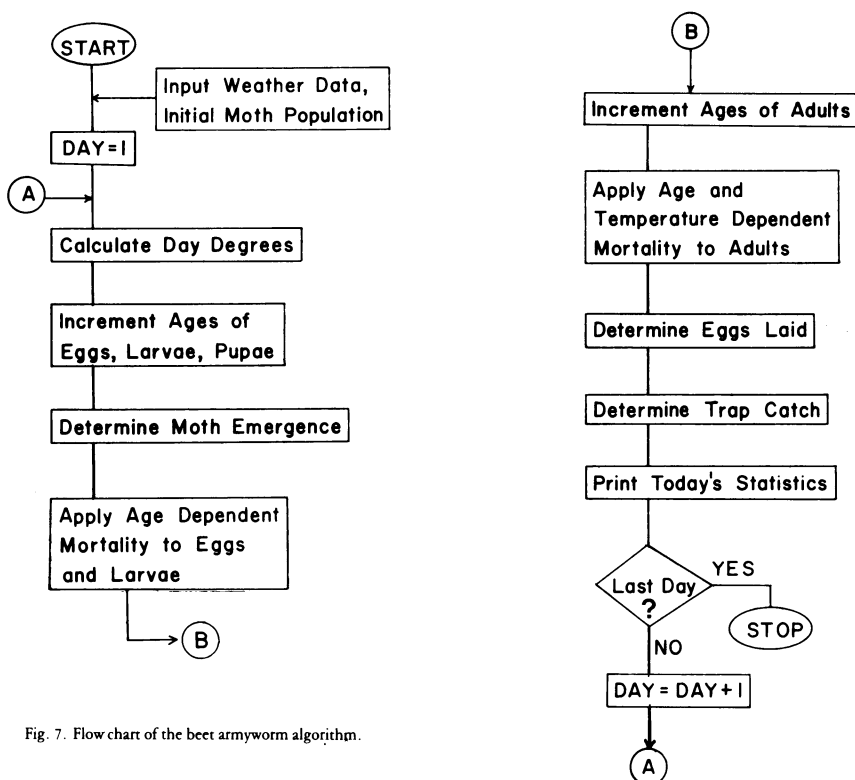 START
Input Weather Data,
Initial Moth Population
DAY=1
A
Calculate Day Degrees
Increment Ages of
Eggs, Larvae, Pupae
Determine Moth Emergence
Apply Age Dependent
Mortality to Eggs
and Larvae
B
Fig. 7. Flow chart of the beet armyworm algorithm.
B
Increment Ages of Adults
Apply Age and
Temperature Dependent
Mortality to Adults
Determine Eggs Laid
Determine Trap Catch
Print Today's Statistics
Last Day
?
YES
STOP
NO
DAY = DAY+1
A